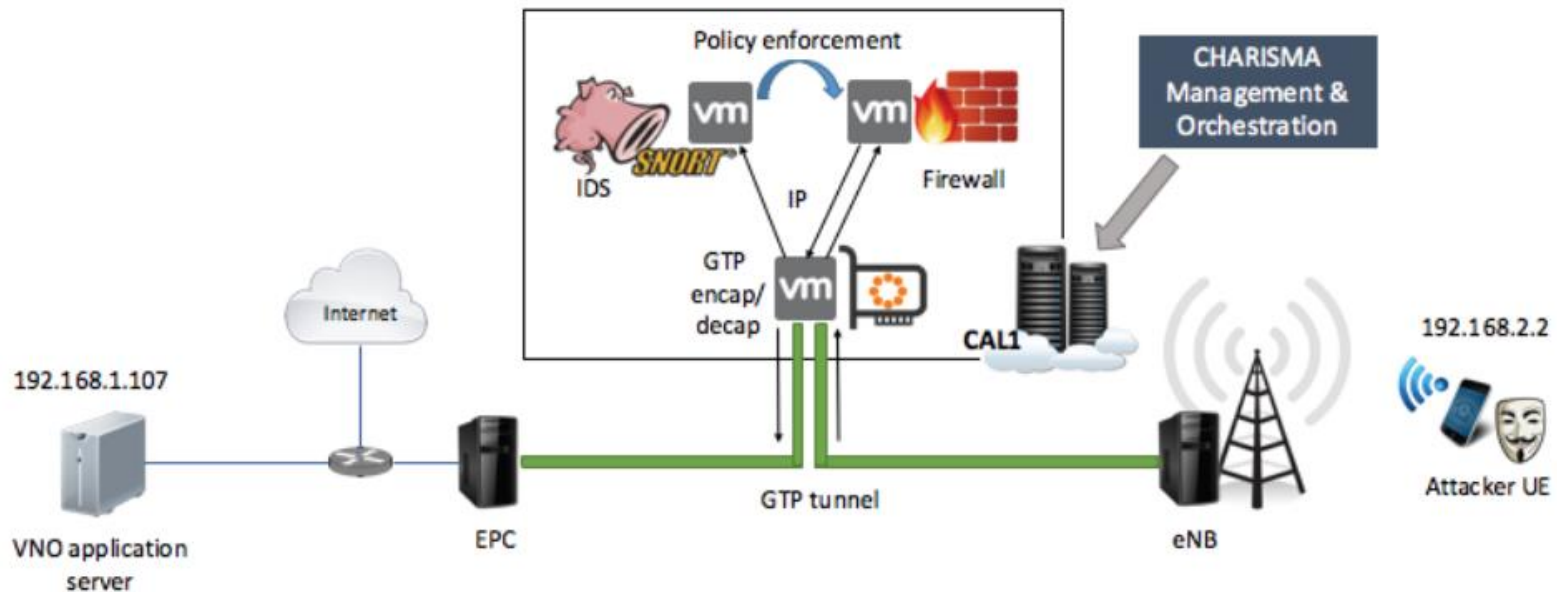 Policy enforcement
CHARISMA
Management &
Orchestration
vm
vm
SNORT
IDS
Firewall
IP
GTP
encap/
decap
vm
Internet
CAL1
192.168.2.2
192.168.1.107
GTP tunnel
Attacker UE
EPC
eNB
VNO application
server